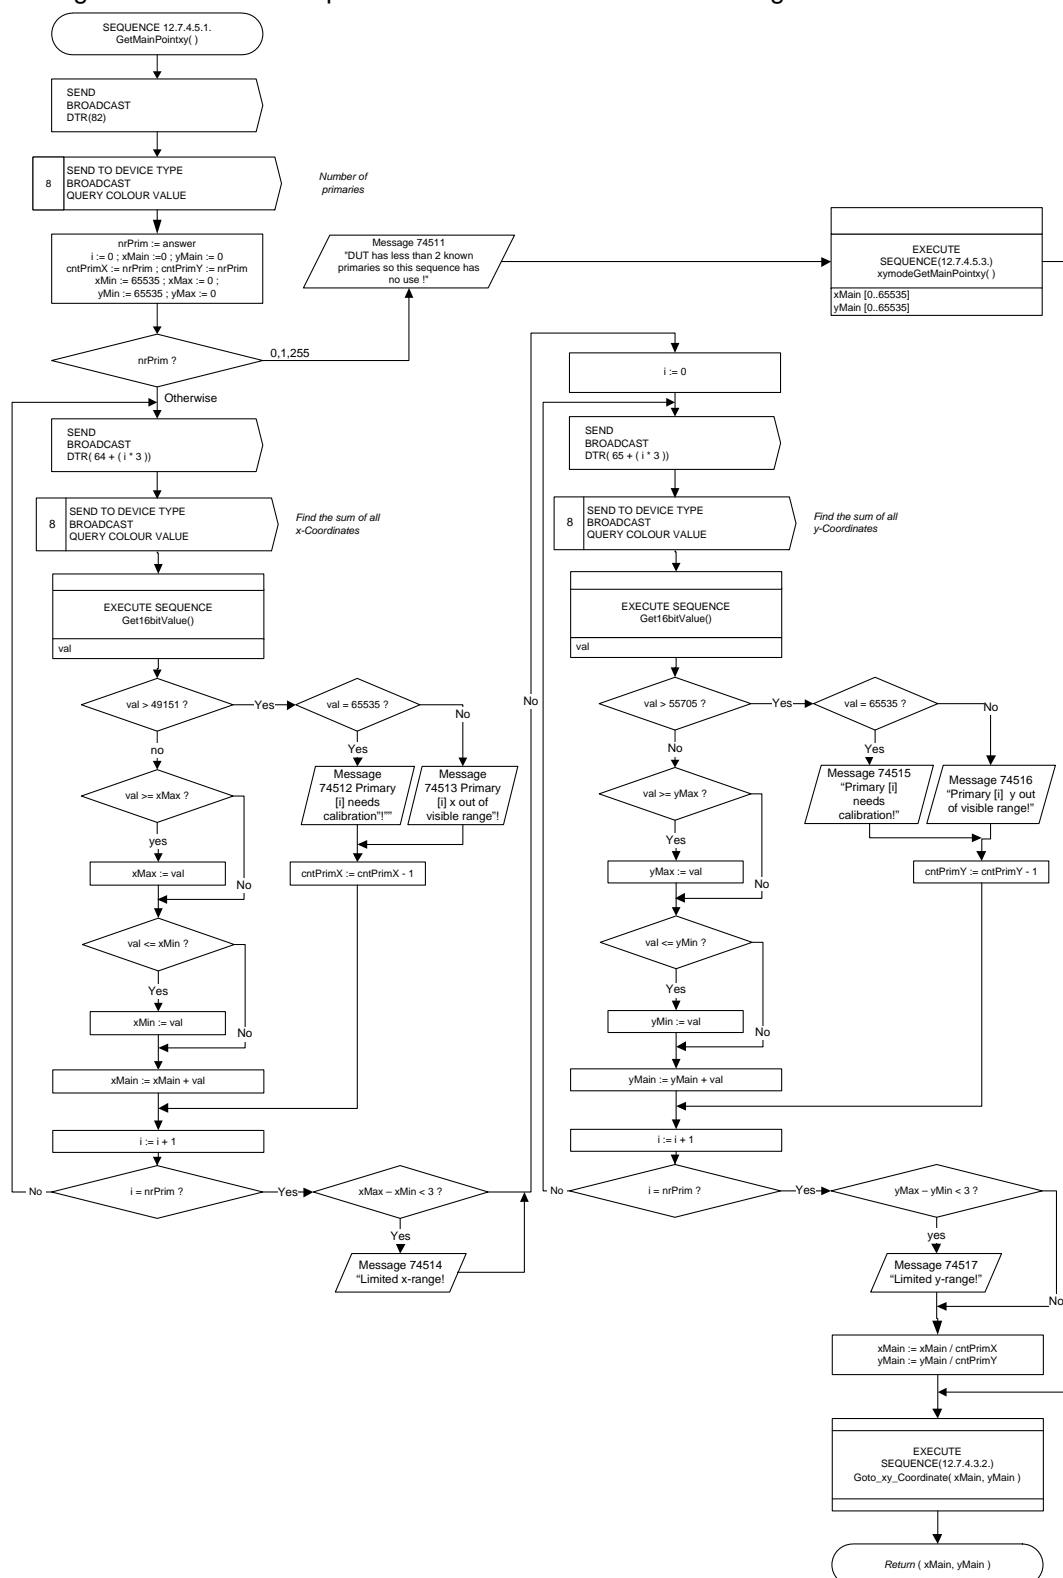 SEQUENCE 12.7.4.5.1.
GetMainPointxy( )
SEND
BROADCAST
DTR(82)
8
SEND TO DEVICE TYPE
BROADCAST
QUERY COLOUR VALUE
Number of
primaries
nrPrim := answer
i := 0 ; xMain :=0 ; yMain := 0
cntPrimX := nrPrim ; cntPrimY := nrPrim
xMin := 65535 ; xMax := 0 ;
yMin := 65535 ; yMax := 0
nrPrim ?
0,1,255
Otherwise
Message 74511
"DUT has less than 2 known
primaries so this sequence has
no use !"
EXECUTE
SEQUENCE(12.7.4.5.3.)
xymodeGetMainPointxy( )
xMain [0..65535]
yMain [0..65535]
SEND
BROADCAST
DTR( 64 + ( i * 3 ))
8
SEND TO DEVICE TYPE
BROADCAST
QUERY COLOUR VALUE
Find the sum of all
x-Coordinates
EXECUTE SEQUENCE
Get16bitValue()
val
val > 49151 ?
Yes
val = 65535 ?
No
no
Yes
Message
74512 Primary
[i] needs
calibration"!""
Message
74513 Primary
[i] x out of
visible range"!
val >= xMax ?
yes
xMax := val
No
cntPrimX := cntPrimX - 1
val <= xMin ?
Yes
xMin := val
No
xMain := xMain + val
i := i + 1
No
i = nrPrim ?
Yes
xMax – xMin < 3 ?
Yes
Message 74514
“Limited x-range!
No
i := 0
SEND
BROADCAST
DTR( 65 + ( i * 3 ))
8
SEND TO DEVICE TYPE
BROADCAST
QUERY COLOUR VALUE
Find the sum of all
y-Coordinates
EXECUTE SEQUENCE
Get16bitValue()
val
val > 55705 ?
Yes
val = 65535 ?
No
No
Yes
Message 74515
“Primary [i]
needs
calibration!”
Message 74516
“Primary [i] y out
of visible range!”
val >= yMax ?
Yes
yMax := val
No
cntPrimY := cntPrimY - 1
val <= yMin ?
Yes
yMin := val
No
yMain := yMain + val
i := i + 1
No
i = nrPrim ?
Yes
yMax – yMin < 3 ?
yes
Message 74517
“Limited y-range!”
No
xMain := xMain / cntPrimX
yMain := yMain / cntPrimY
EXECUTE
SEQUENCE(12.7.4.3.2.)
Goto_xy_Coordinate( xMain, yMain )
Return ( xMain, yMain )